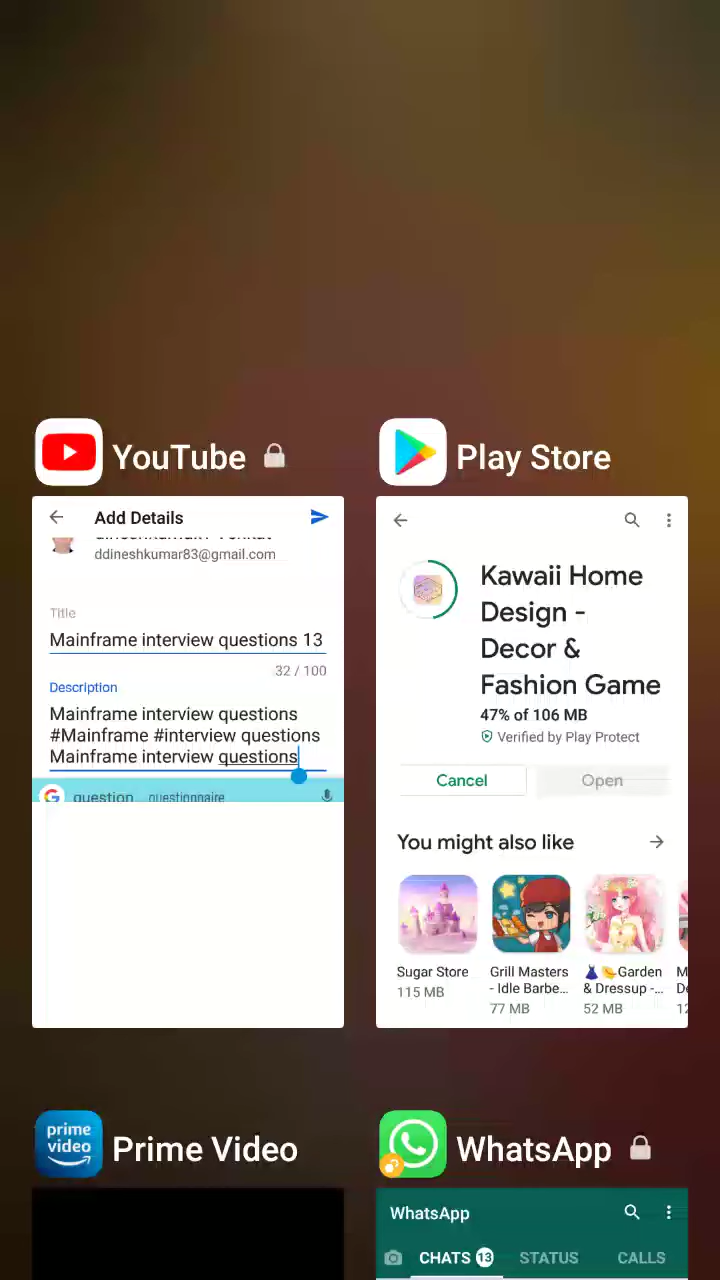 YouTube
Play Store
Add Details
ddineshkumar83@gmail.com
Title
Mainframe interview questions 13
32 / 100
Description
Mainframe interview questions
#Mainframe #interview questions
Mainframe interview questions
question questionnaire
Kawaii Home
Design -
Decor &
Fashion Game
47% of 106 MB
Verified by Play Protect
Cancel
Open
You might also like
Sugar Store
115 MB
Grill Masters
- Idle Barbe...
77 MB
👗👒Garden
& Dressup -...
52 MB
prime
video
Prime Video
WhatsApp
WhatsApp
CHATS 13
STATUS
CALLS